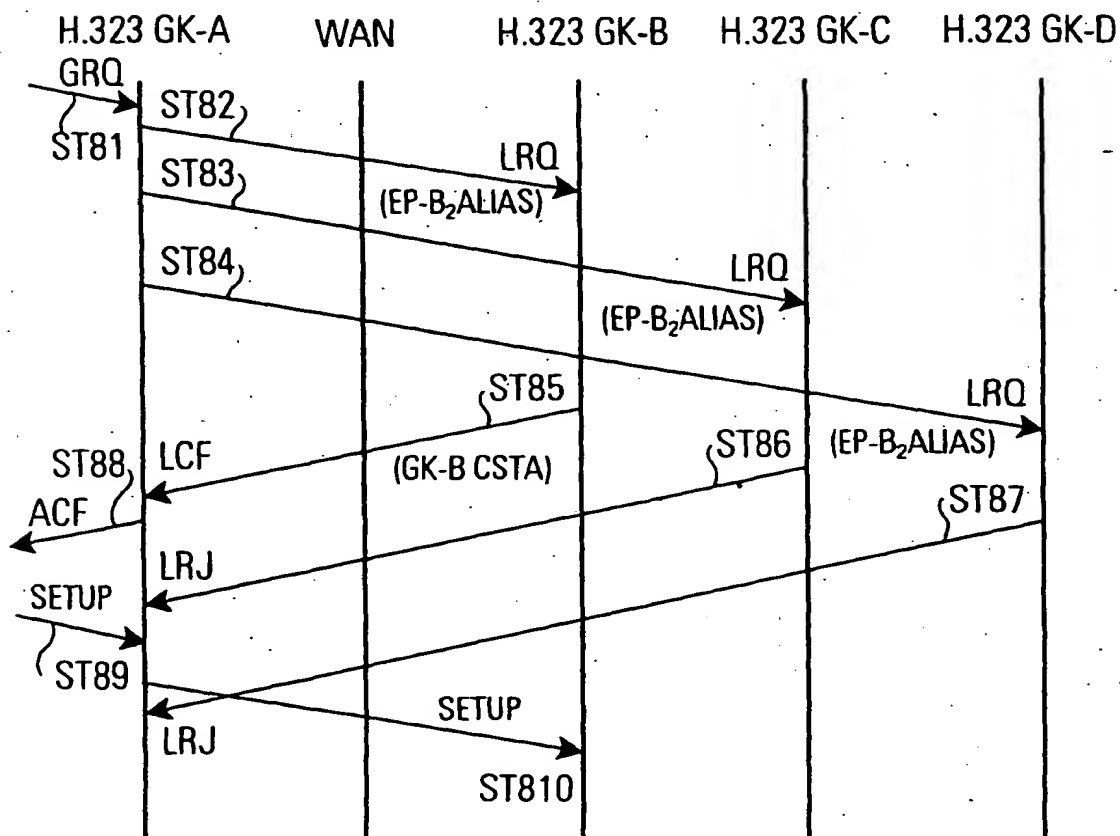 H.323 GK-A WAN H.323 GK-B H.323 GK-C H.323 GK-D
GRQ
ST81
ST82
LRQ
(EP-B₂ALIAS)
ST83
LRQ
(EP-B₂ALIAS)
ST84
LRQ
(EP-B₂ALIAS)
ST85
LCF
(GK-B CSTA)
ST86
ST88
ACF
ST87
LRJ
SETUP
ST89
LRJ
SETUP
ST810